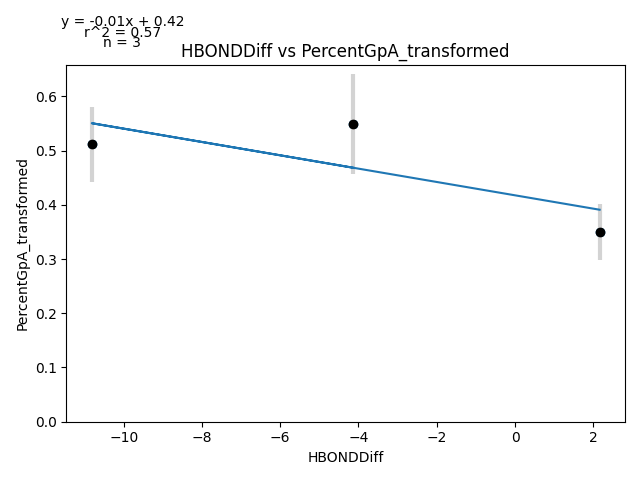 y = -0.01x + 0.42
r^2 = 0.57
n = 3
HBONDDiff vs PercentGpA_transformed
PercentGpA_transformed
0.6
0.5
0.4
0.3
0.2
0.1
0.0
−10
−8
−6
−4
−2
0
2
HBONDDiff